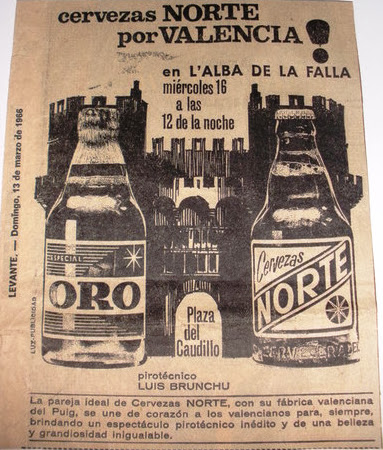 cervezas NORTE
por VALENCIA!
en L'ALBA DE LA FALLA
miércoles 16
a las
12 de la noche
LEVANTE. — Domingo, 13 de marzo de 1966
LUX-PUBLICIDAD
ESPECIAL
ORO
Cervezas
NORTE
Plaza
del
Caudillo
pirotécnico
LUIS BRUNCHU
La pareja ideal de Cervezas NORTE, con su fábrica valenciana
del Puig, se une de corazón a los valencianos para, siempre,
brindando un espectáculo pirotécnico inédito y de una belleza
y grandiosidad inigualable.